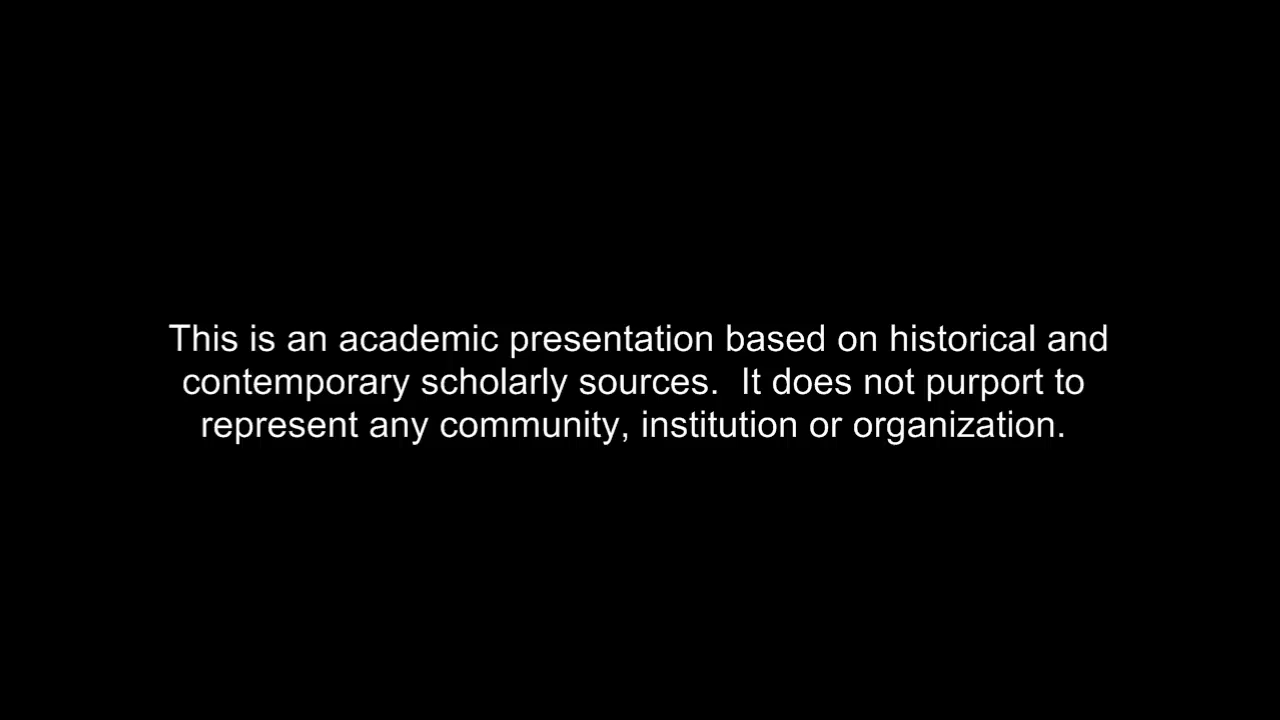 This is an academic presentation based on historical and
contemporary scholarly sources.  It does not purport to
represent any community, institution or organization.